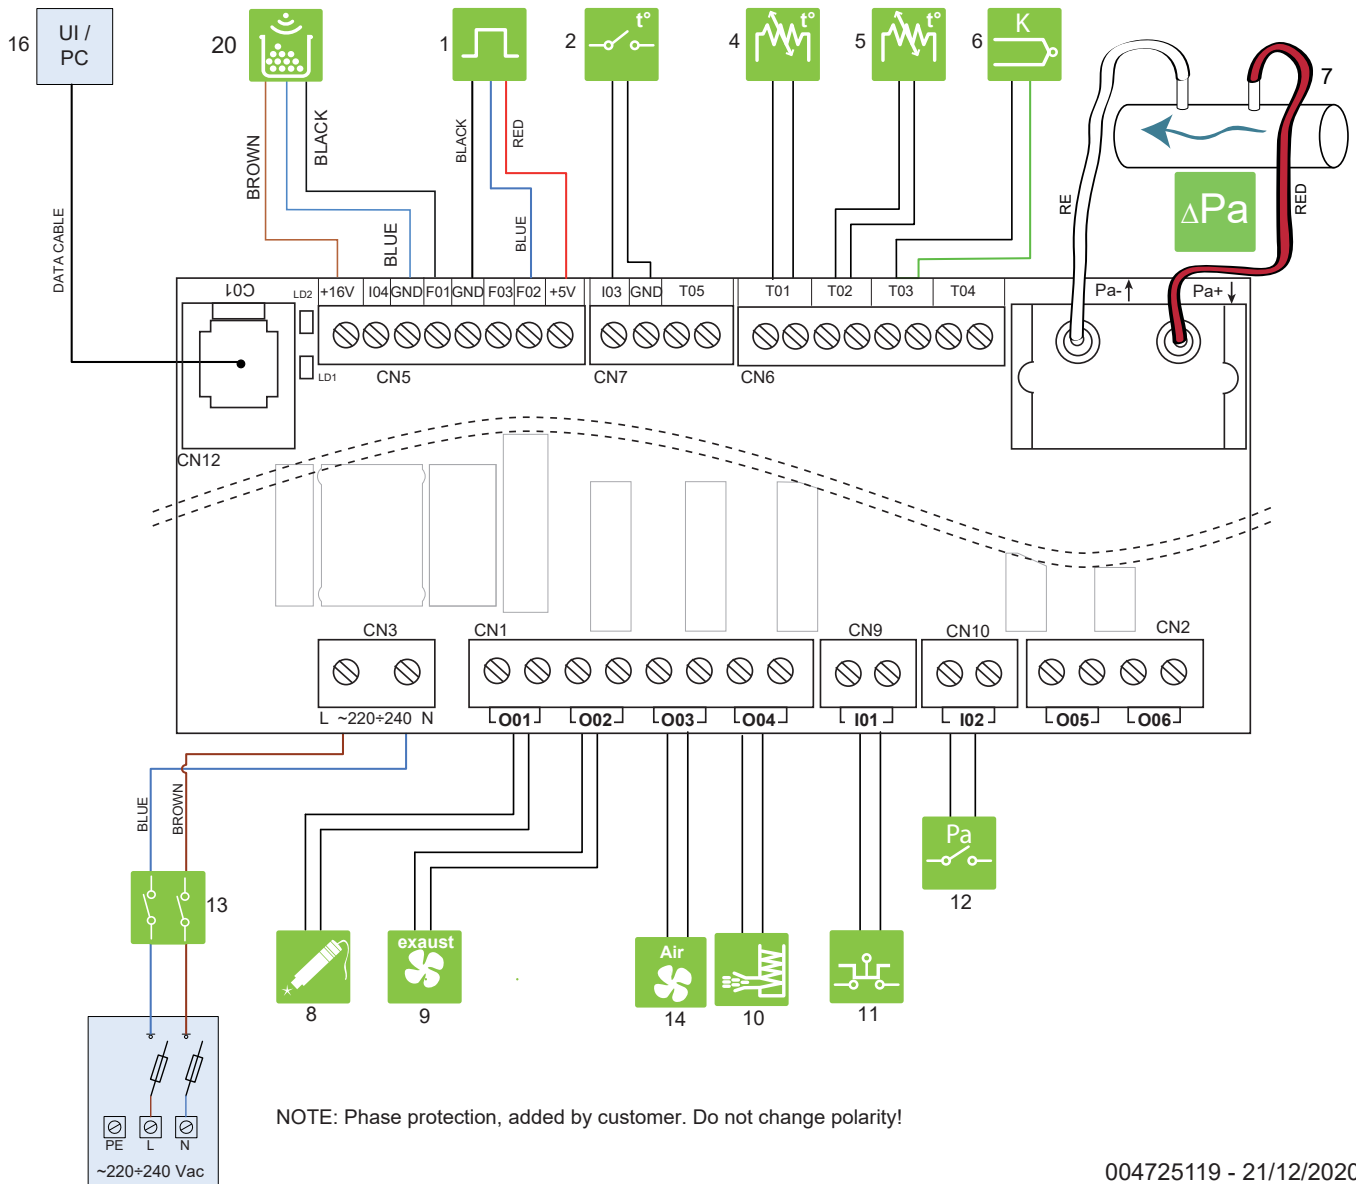 16
UI /
PC
20
1
2
t°
4
t°
5
t°
6
K
7
BROWN
BLACK
BLACK
RED
DATA CABLE
BLUE
BLUE
RE
ΔPa
RED
C01
LD2
+16V I04 GND F01 GND F03 F02 +5V
I03 GND T05
T01 T02 T03 T04
Pa-
Pa+
LD1
CN5
CN7
CN6
CN12
CN3
CN1
CN9
CN10
CN2
L ~220÷240 N
O01 O02 O03 O04
I01
I02
O05 O06
BLUE
BROWN
13
Pa
12
exaust
Air
8
9
14
10
11
NOTE: Phase protection, added by customer. Do not change polarity!
PE L N
~220÷240 Vac
004725119 - 21/12/2020